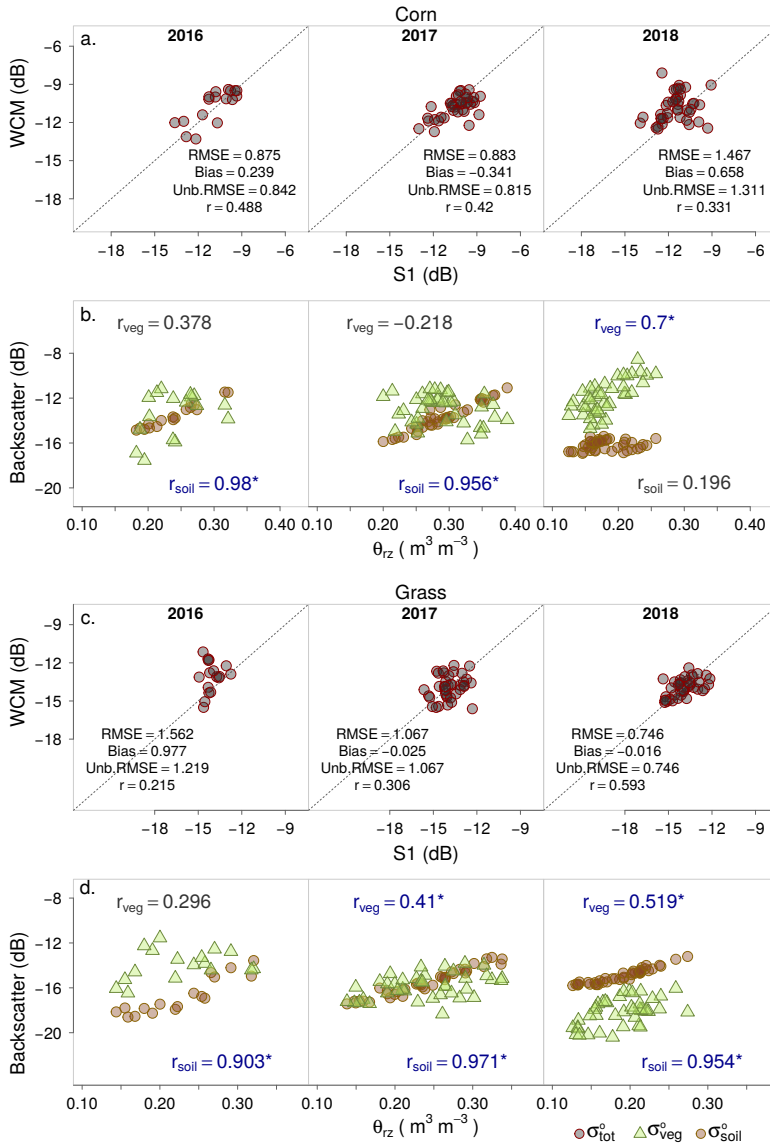 Corn
a.
2016 2017 2018
WCM (dB)
−6
−9
−12
−15
−18
RMSE = 0.875
Bias = 0.239
Unb.RMSE = 0.842
r = 0.488
RMSE = 0.883
Bias = −0.341
Unb.RMSE = 0.815
r = 0.42
RMSE = 1.467
Bias = 0.658
Unb.RMSE = 1.311
r = 0.331
−18 −15 −12 −9 −6 −18 −15 −12 −9 −6 −18 −15 −12 −9 −6
S1 (dB)
b.
Backscatter (dB)
−8
−12
−16
−20
r_veg = 0.378
r_veg = −0.218
r_veg = 0.7*
r_soil = 0.98*
r_soil = 0.956*
r_soil = 0.196
0.10 0.20 0.30 0.40 0.10 0.20 0.30 0.40 0.10 0.20 0.30 0.40
θ_rz ( m³ m⁻³ )
Grass
c.
2016 2017 2018
WCM (dB)
−9
−12
−15
−18
RMSE = 1.562
Bias = 0.977
Unb.RMSE = 1.219
r = 0.215
RMSE = 1.067
Bias = −0.025
Unb.RMSE = 1.067
r = 0.306
RMSE = 0.746
Bias = −0.016
Unb.RMSE = 0.746
r = 0.593
−18 −15 −12 −9 −18 −15 −12 −9 −18 −15 −12 −9
S1 (dB)
d.
Backscatter (dB)
−8
−12
−16
−20
r_veg = 0.296
r_veg = 0.41*
r_veg = 0.519*
r_soil = 0.903*
r_soil = 0.971*
r_soil = 0.954*
0.10 0.20 0.30 0.10 0.20 0.30 0.10 0.20 0.30
θ_rz ( m³ m⁻³ )
σ°_tot σ°_veg σ°_soil